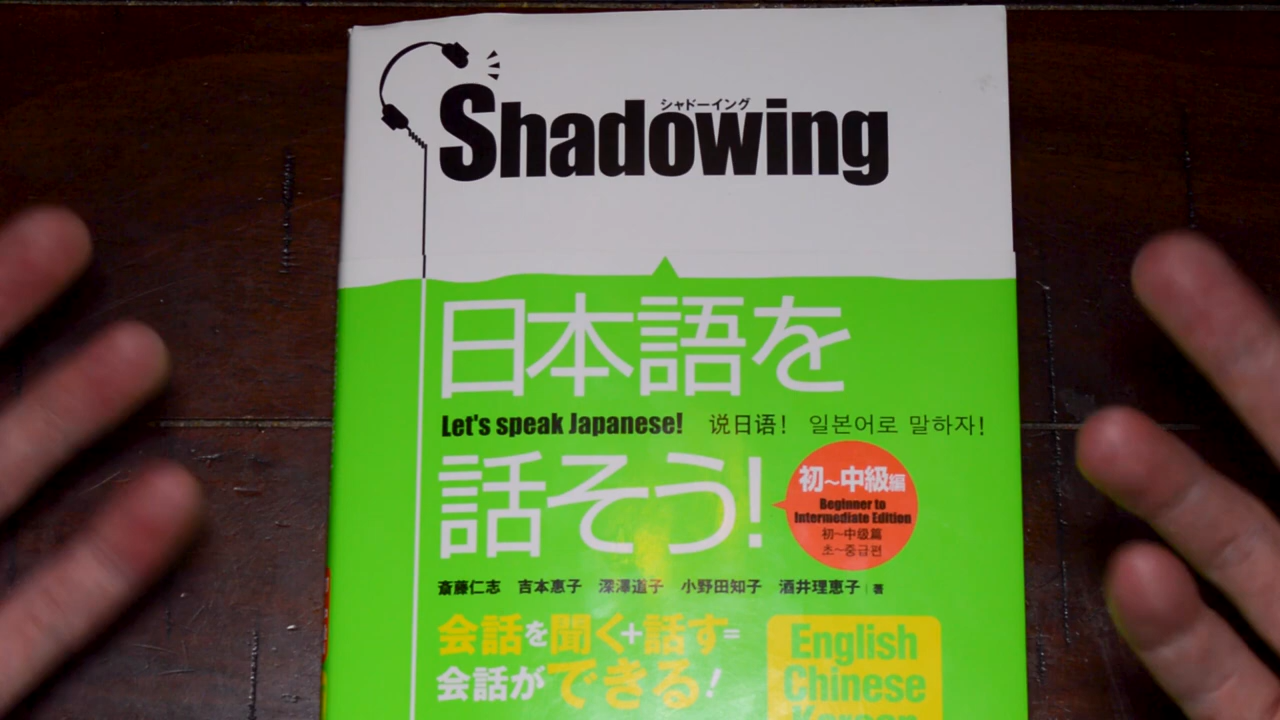 シャドーイング
Shadowing
日本語を
Let's speak Japanese! 说日语! 일본어로 말하자!
話そう!
初~中級編
Beginner to
Intermediate Edition
初~中级篇
초~중급편
斎藤仁志 吉本惠子 深澤道子 小野田知子 酒井理恵子 | 著
会話を聞く+話す=
会話ができる!
English
Chinese
Korean